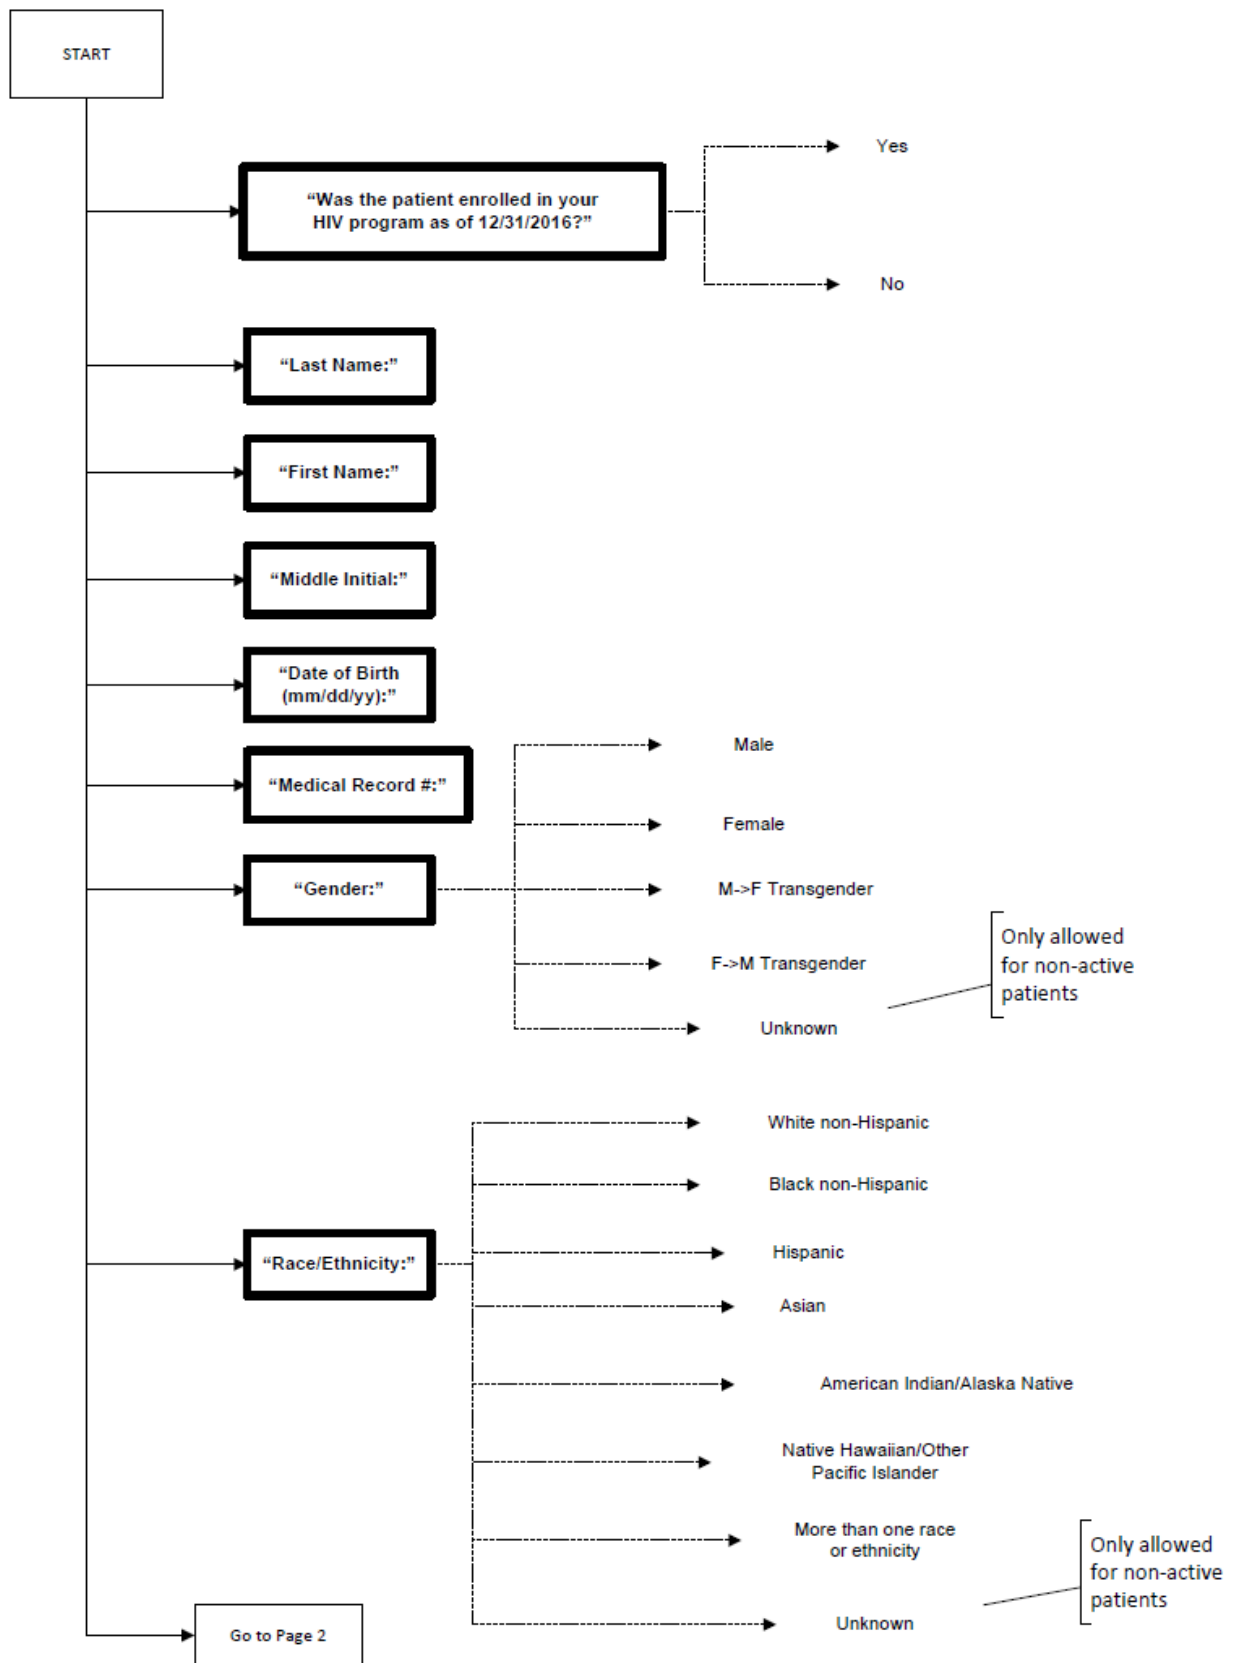 START
Yes
“Was the patient enrolled in your
HIV program as of 12/31/2016?”
No
“Last Name:”
“First Name:”
“Middle Initial:”
“Date of Birth
(mm/dd/yy):”
“Medical Record #:”
“Gender:”
Male
Female
M->F Transgender
F->M Transgender
Unknown
Only allowed
for non-active
patients
“Race/Ethnicity:”
White non-Hispanic
Black non-Hispanic
Hispanic
Asian
American Indian/Alaska Native
Native Hawaiian/Other
Pacific Islander
More than one race
or ethnicity
Unknown
Only allowed
for non-active
patients
Go to Page 2